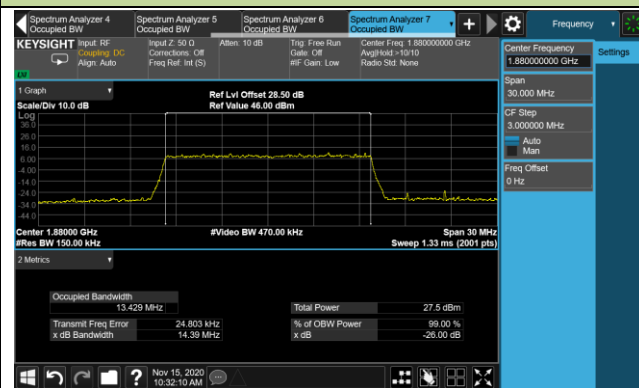 Spectrum Analyzer 4
Occupied BW
Spectrum Analyzer 5
Occupied BW
Spectrum Analyzer 6
Occupied BW
Spectrum Analyzer 7
Occupied BW
Frequency
KEYSIGHT
Input: RF
Coupling: DC
Align: Auto
Input Z: 50 Ω
Corrections: Off
Freq Ref: Int (S)
Atten: 10 dB
Trig: Free Run
Gate: Off
#IF Gain: Low
Center Freq: 1.880000000 GHz
Avg|Hold:>10/10
Radio Std: None
Center Frequency
1.880000000 GHz
Settings
Span
30.000 MHz
CF Step
3.000000 MHz
Auto
Man
Freq Offset
0 Hz
1 Graph
Scale/Div 10.0 dB
Ref Lvl Offset 28.50 dB
Ref Value 46.00 dBm
Log
36.0
26.0
16.0
6.00
-4.00
-14.0
-24.0
-34.0
-44.0
Center 1.88000 GHz
#Res BW 150.00 kHz
#Video BW 470.00 kHz
Span 30 MHz
Sweep 1.33 ms (2001 pts)
2 Metrics
Occupied Bandwidth
13.429 MHz
Total Power 27.5 dBm
Transmit Freq Error 24.803 kHz
% of OBW Power 99.00 %
x dB Bandwidth 14.39 MHz
x dB -26.00 dB
Nov 15, 2020
10:32:10 AM